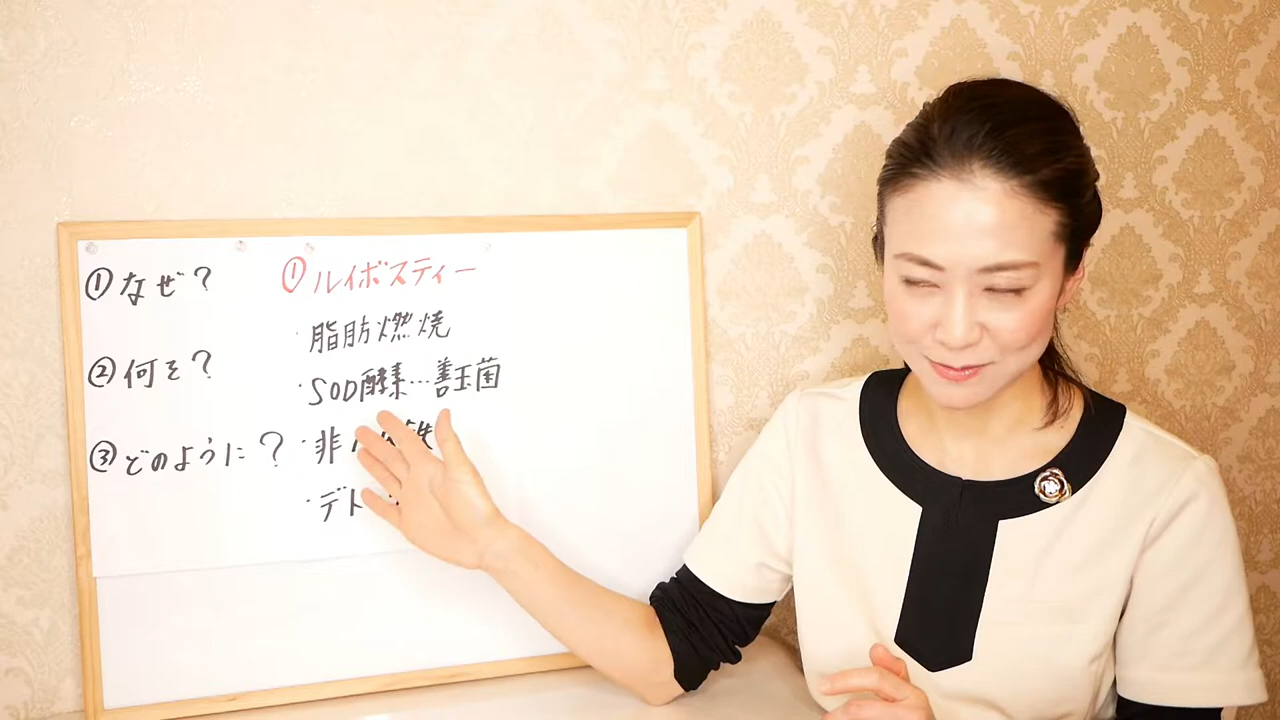 ①なぜ?
②何を?
③どのように?
①ルイボスティー
・脂肪燃焼
・SOD酵素…善玉菌
・非 鉄
・デト